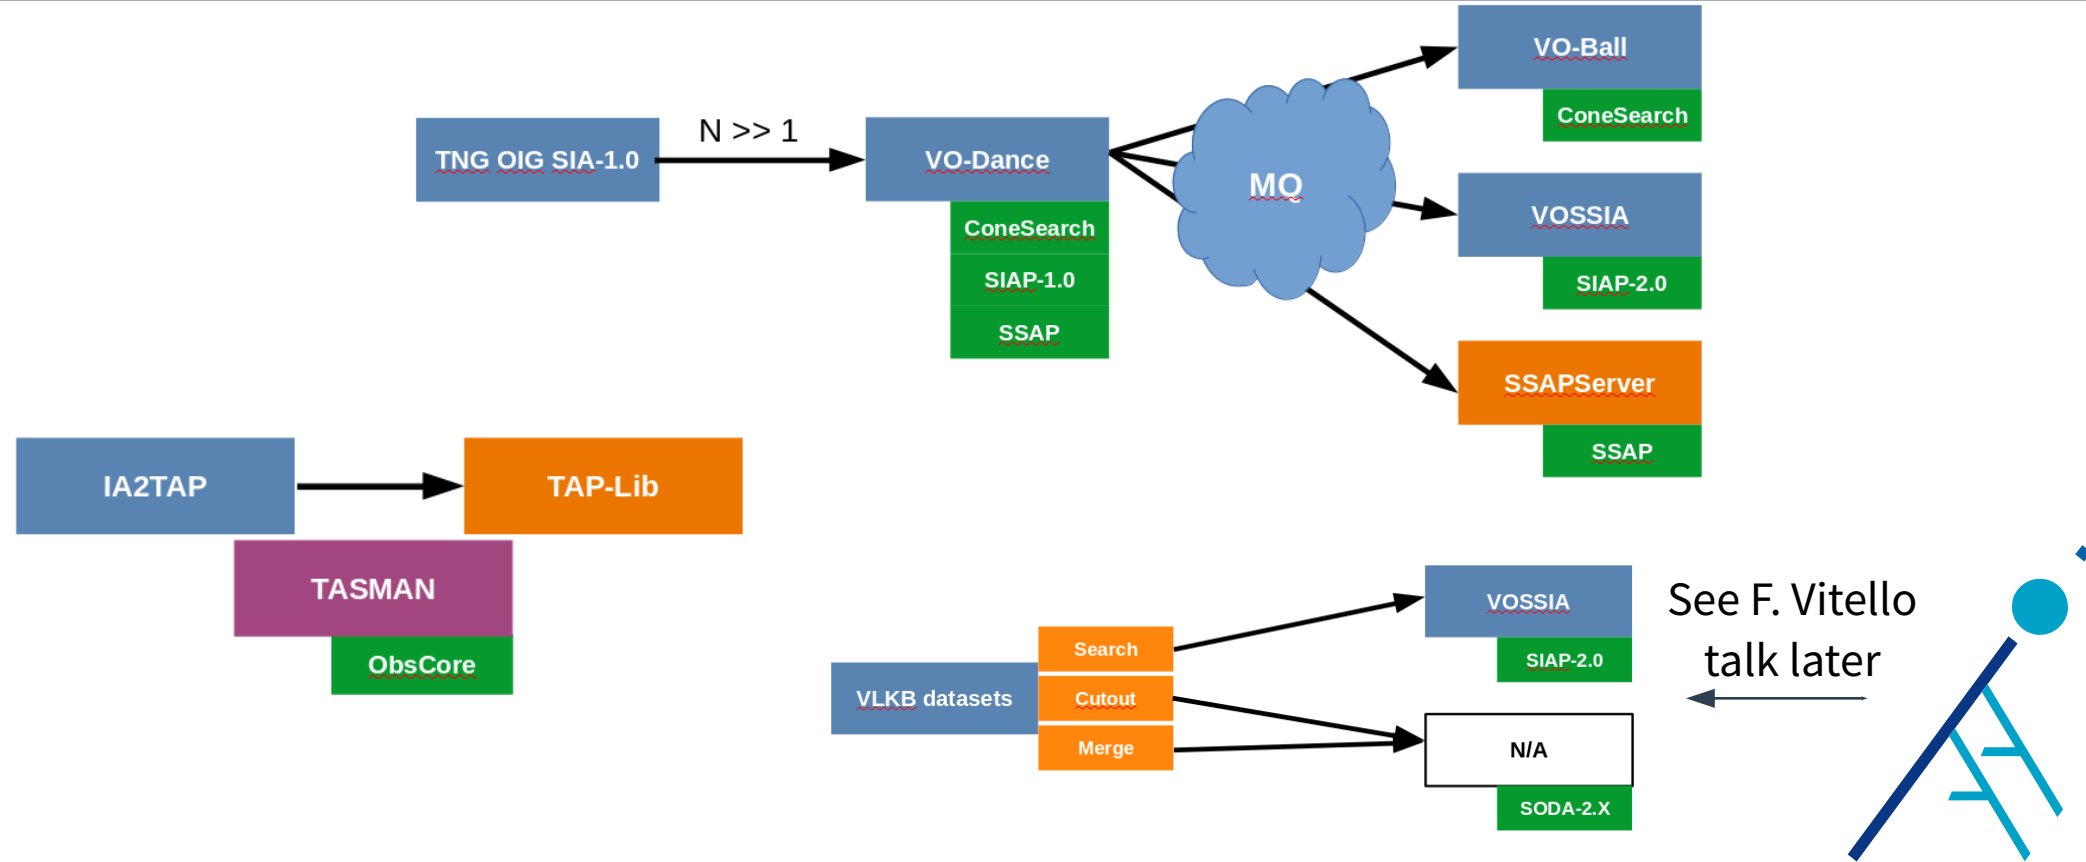 VO-Ball
ConeSearch
N >> 1
TNG OIG SIA-1.0
VO-Dance
MQ
ConeSearch
SIAP-1.0
SSAP
VOSSIA
SIAP-2.0
SSAPServer
SSAP
IA2TAP
TAP-Lib
TASMAN
ObsCore
VLKB datasets
Search
Cutout
Merge
VOSSIA
SIAP-2.0
N/A
SODA-2.X
See F. Vitello
talk later